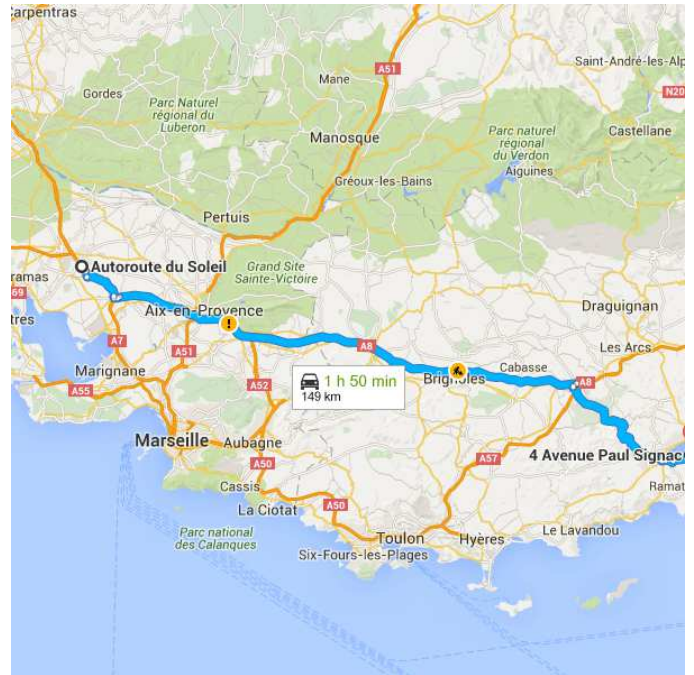 arpentras
A51
Saint-André-les-Al
Gordes
Mane
N20
Parc Naturel
régional du
Luberon
Manosque
Castellane
Parc naturel
régional
du Verdon
Aiguines
Gréoux-les-Bains
Pertuis
Autoroute du Soleil
Grand Site
Sainte-Victoire
ramas
69
tres
Aix-en-Provence
Draguignan
A7
A8
Les Arcs
Marignane
A51
Cabasse
A8
A52
1 h 50 min
149 km
Brignoles
A55
Marseille
Aubagne
A57
4 Avenue Paul Signac
A50
Cassis
Ramat
La Ciotat
A50
Parc national
des Calanques
Toulon
Hyères
Le Lavandou
Six-Fours-les-Plages